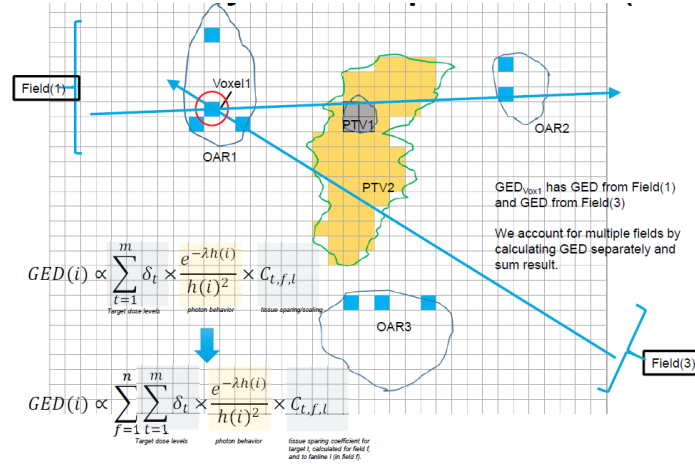 Field(1)
Voxel1
OAR1
PTV1
OAR2
PTV2
GED_Vox1 has GED from Field(1)
and GED from Field(3)
We account for multiple fields by
calculating GED separately and
sum result.
GED(i) ∝ ∑_{t=1}^{m} δ_t × e^{-λh(i)} / h(i)^2 × C_{t,f,l}
Target dose levels photon behavior tissue sparing/scaling
OAR3
Field(3)
GED(i) ∝ ∑_{f=1}^{n} ∑_{t=1}^{m} δ_t × e^{-λh(i)} / h(i)^2 × C_{t,f,l}
Target dose levels photon behavior tissue sparing coefficient for
target t, calculated for field f,
and to fanline l (in field f).